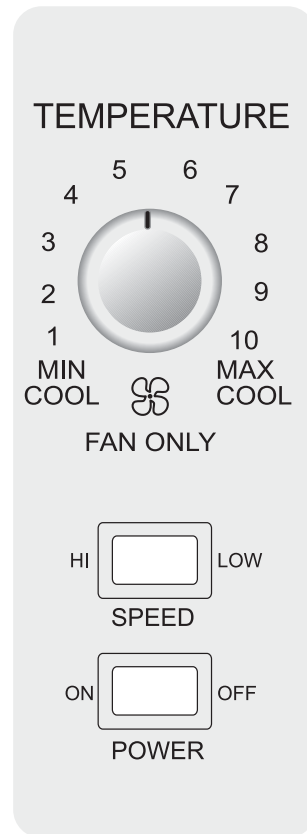 TEMPERATURE
5 6
4 7
3 8
2 9
1 10
MIN MAX
COOL COOL
FAN ONLY
HI LOW
SPEED
ON OFF
POWER